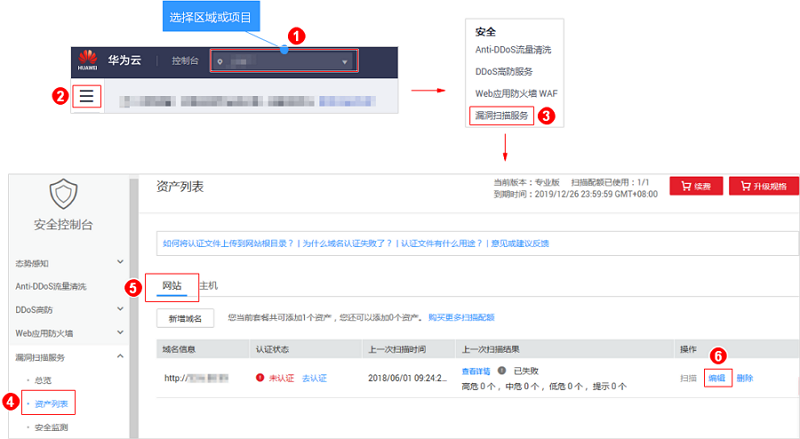 选择区域或项目
1
HUAWEI
华为云
控制台
2
安全
Anti-DDoS流量清洗
DDoS高防服务
Web应用防火墙 WAF
漏洞扫描服务
3
安全控制台
态势感知
Anti-DDoS流量清洗
DDoS高防
Web应用防火墙
漏洞扫描服务
· 总览
4
· 资产列表
· 安全监测
资产列表
当前版本：专业版 扫描配额已使用：1/1
到期时间：2019/12/26 23:59:59 GMT+08:00
续费
升级规格
如何将认证文件上传到网站根目录？ | 为什么域名认证失败了？ | 认证文件有什么用途？ | 意见或建议反馈
5
网站 主机
新增域名 您当前套餐共可添加1个资产，您还可以添加0个资产。 购买更多扫描配额
域名信息 认证状态 上一次扫描时间 上一次扫描结果 操作
6
http:/ 未认证 去认证 2018/06/01 09:24:2... 查看详情 已失败 扫描 编辑 删除
高危 0 个 ，中危 0 个 ，低危 0 个 ，提示 0 个